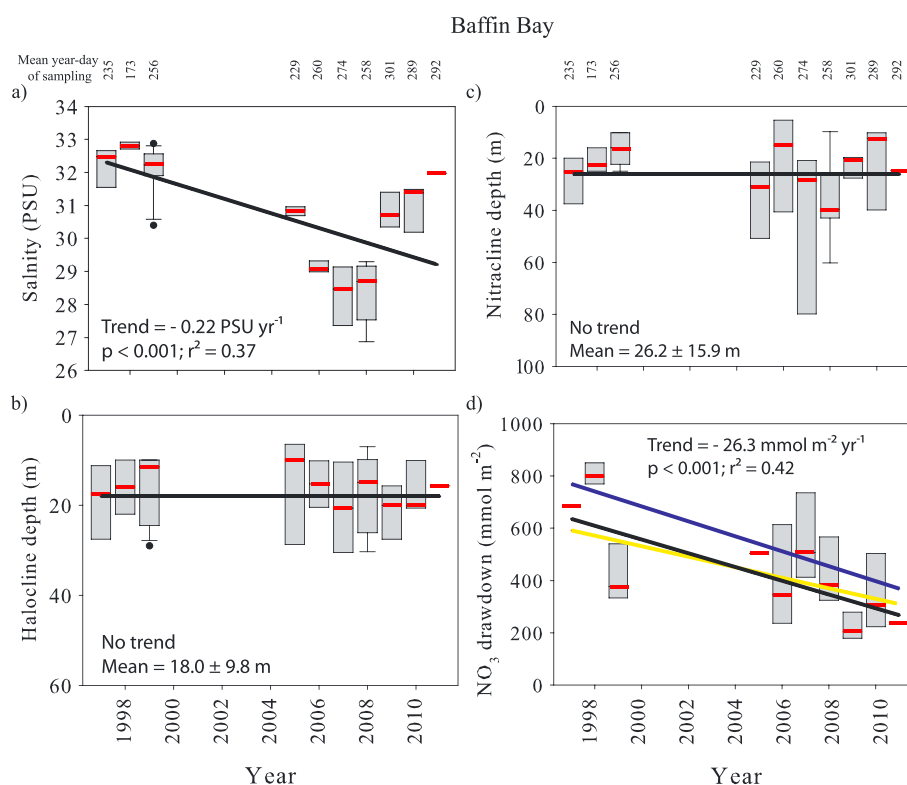 Baffin Bay
Mean year-day
of sampling
235 173 256 229 260 274 258 301 289 292
235 173 256 229 260 274 258 301 289 292
a)
Salnity (PSU)
34
33
32
31
30
29
28
27
26
Trend = - 0.22 PSU yr⁻¹
p < 0.001; r² = 0.37
c)
Nitracline depth (m)
0
20
40
60
80
100
No trend
Mean = 26.2 ± 15.9 m
b)
Halocline depth (m)
0
20
40
60
No trend
Mean = 18.0 ± 9.8 m
1998 2000 2002 2004 2006 2008 2010
Year
d)
NO₃ drawdown (mmol m⁻²)
1000
800
600
400
200
0
Trend = - 26.3 mmol m⁻² yr⁻¹
p < 0.001; r² = 0.42
1998 2000 2002 2004 2006 2008 2010
Year